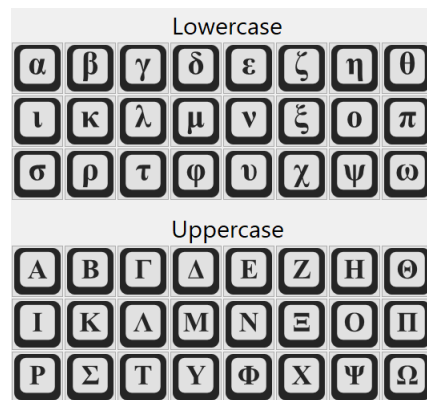 Lowercase
α β γ δ ε ζ η θ
ι κ λ μ ν ξ ο π
σ ρ τ φ υ χ ψ ω
Uppercase
Α Β Γ Δ Ε Ζ Η Θ
Ι Κ Λ Μ Ν Ξ Ο Π
Ρ Σ Τ Υ Φ Χ Ψ Ω